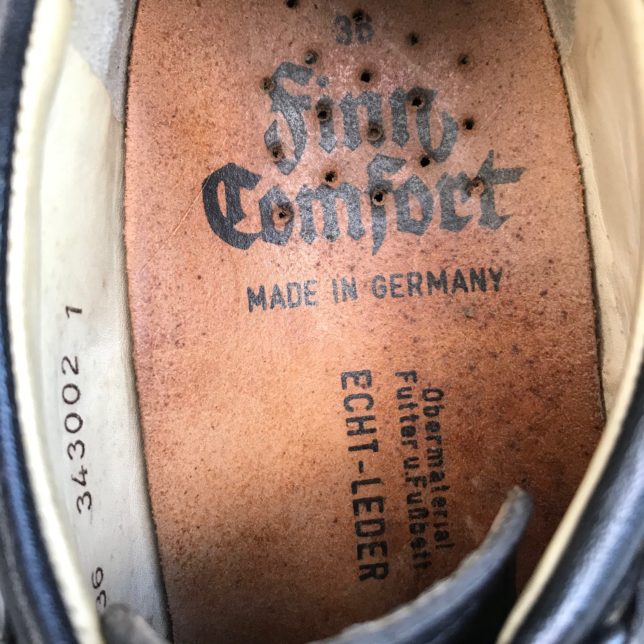 36
Finn
Comfort
MADE IN GERMANY
Obermaterial
Futter u. Fußbett
ECHT-LEDER
343002 1
36